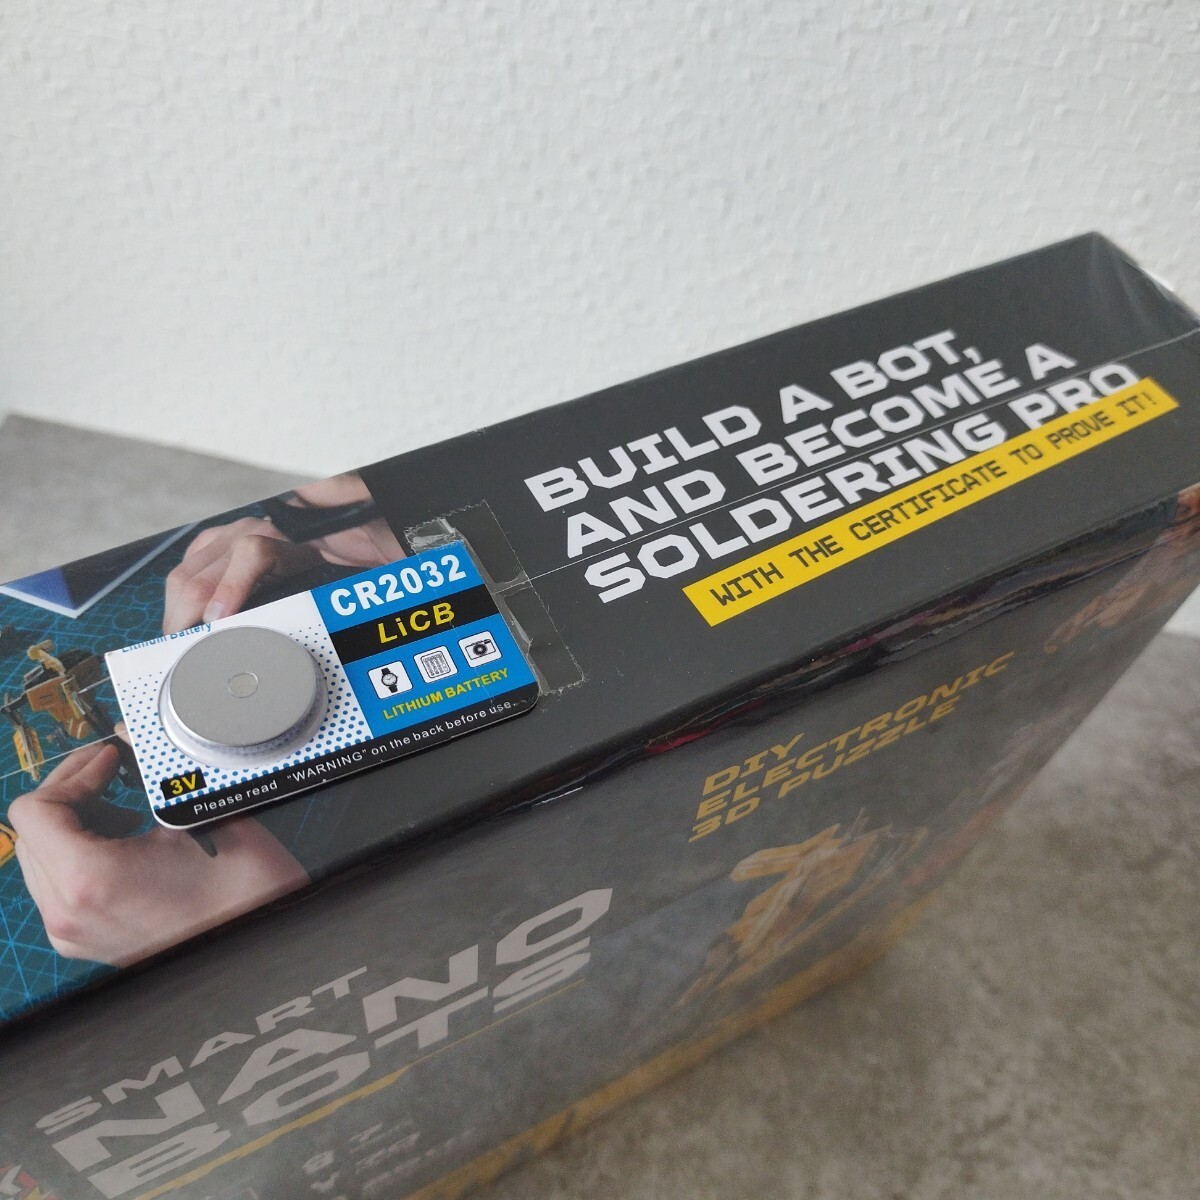 BUILD A BOT,
AND BECOME A
SOLDERING PRO
WITH THE CERTIFICATE TO PROVE IT!
Lithium Battery
CR2032
LiCB
LITHIUM BATTERY
3V
Please read "WARNING" on the back before use.
DIY
ELECTRONIC
3D PUZZLE
SMART
NANO
BOTS